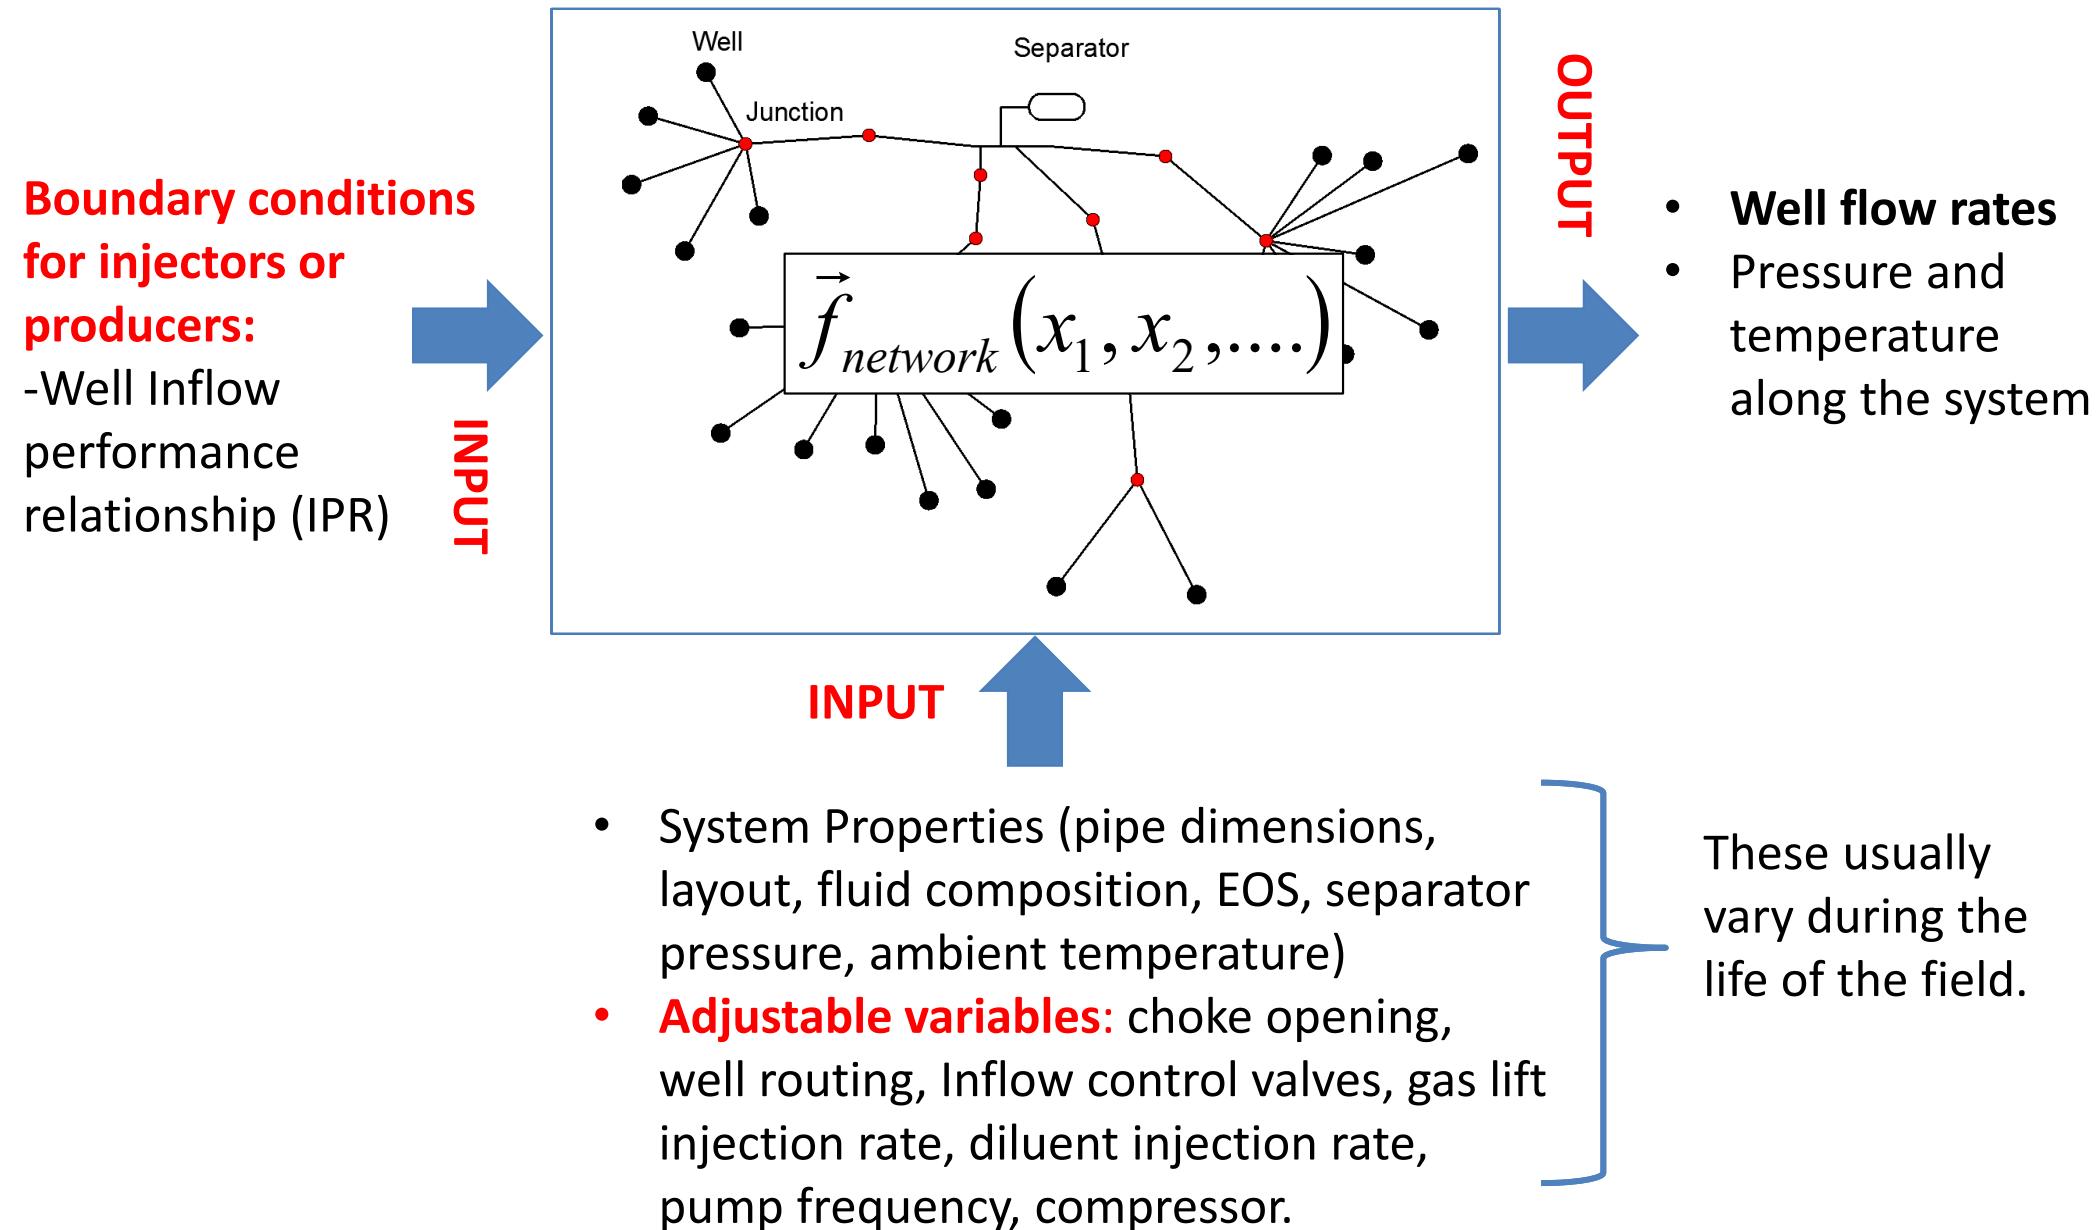 Well
Separator
Junction
Boundary conditions
for injectors or
producers:
-Well Inflow
performance
relationship (IPR)
INPUT
f⃗ network (x1, x2,....)
OUTPUT
• Well flow rates
• Pressure and
temperature
along the system
INPUT
• System Properties (pipe dimensions,
layout, fluid composition, EOS, separator
pressure, ambient temperature)
• Adjustable variables: choke opening,
well routing, Inflow control valves, gas lift
injection rate, diluent injection rate,
pump frequency, compressor.
These usually
vary during the
life of the field.